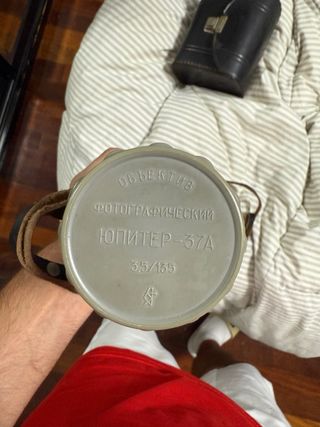 ОБЪЕКТИВ
ФОТОГРАФИЧЕСКИЙ
ЮПИТЕР-37А
3,5/135